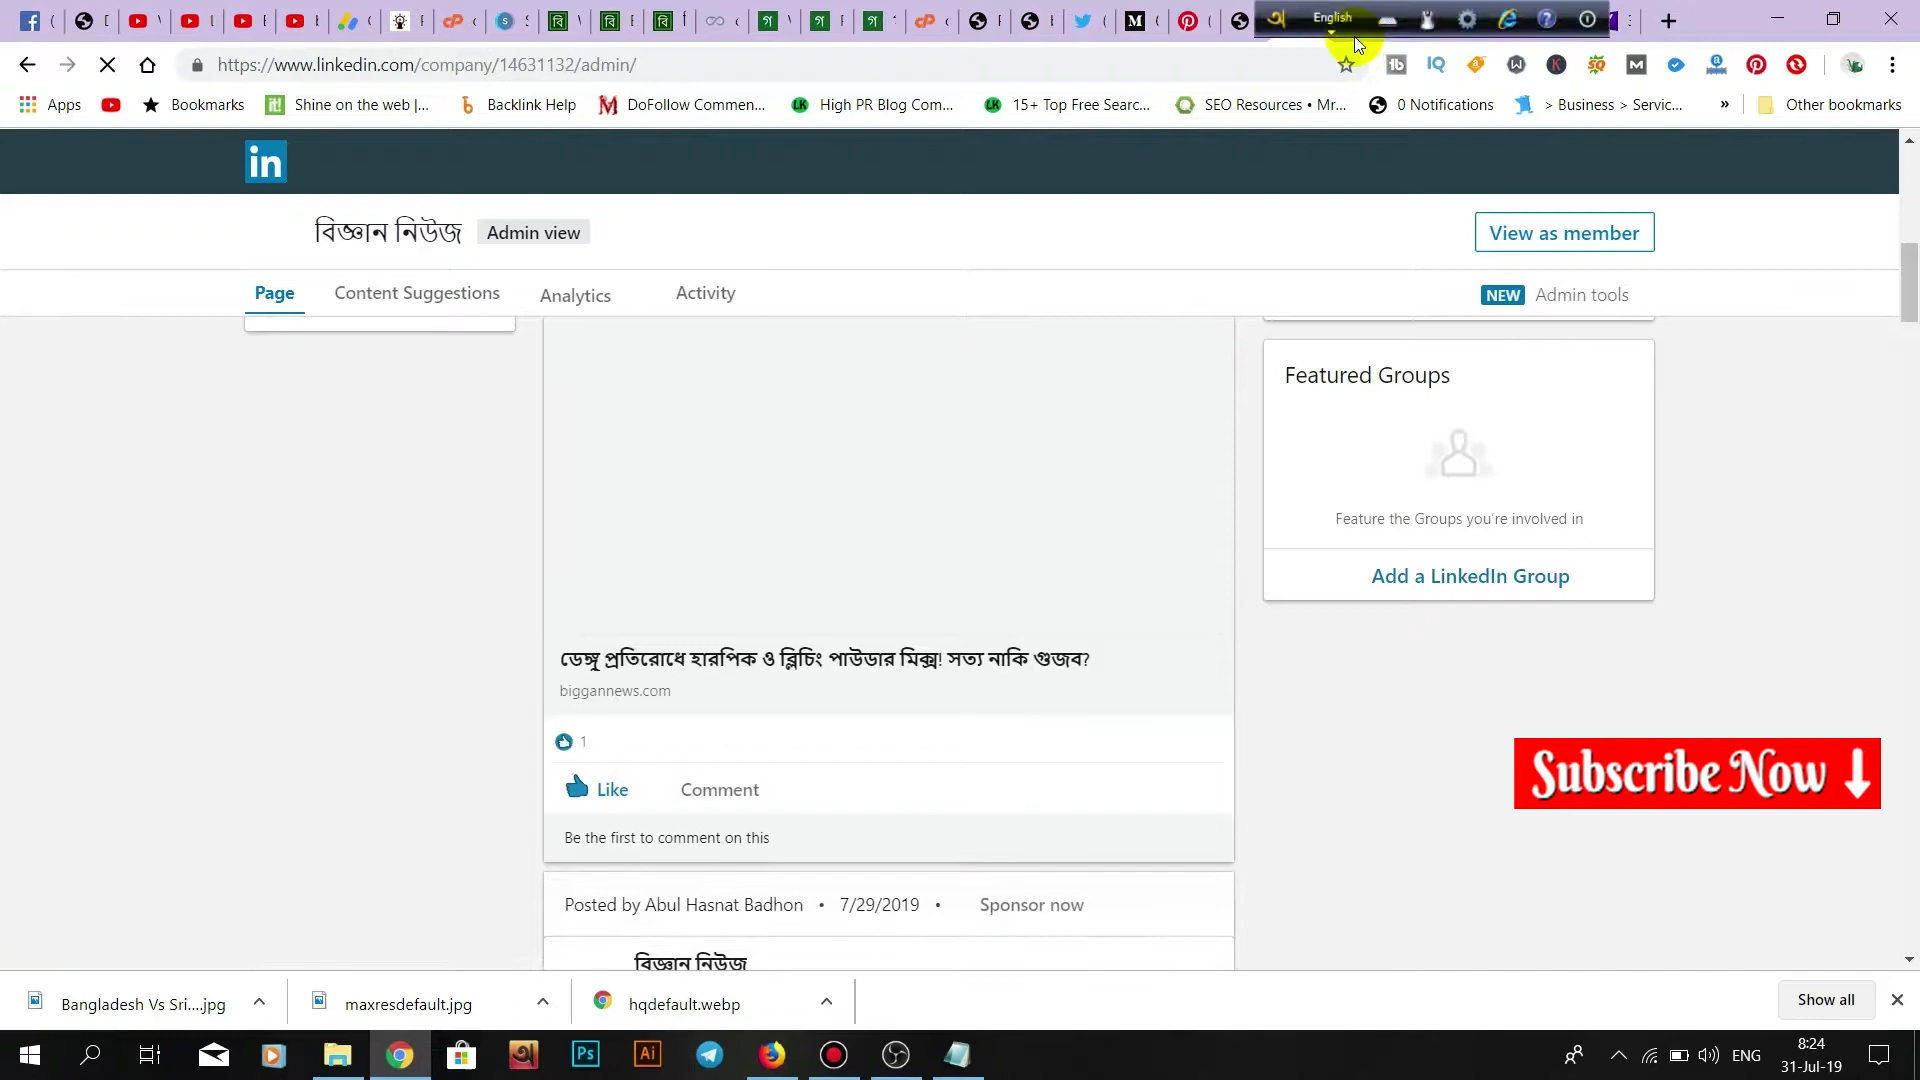 English
https://www.linkedin.com/company/14631132/admin/
Apps
Bookmarks
Shine on the web |...
Backlink Help
DoFollow Commen...
High PR Blog Com...
15+ Top Free Searc...
SEO Resources • Mr...
0 Notifications
> Business > Servic...
»
Other bookmarks
in
বিজ্ঞান নিউজ
Admin view
View as member
Page
Content Suggestions
Analytics
Activity
NEW Admin tools
Featured Groups
Feature the Groups you're involved in
Add a LinkedIn Group
ডেঙ্গু প্রতিরোধে হারপিক ও ব্লিচিং পাউডার মিক্স! সত্য নাকি গুজব?
biggannews.com
1
Like
Comment
Be the first to comment on this
Subscribe Now
Posted by Abul Hasnat Badhon • 7/29/2019 • Sponsor now
বিজ্ঞান নিউজ
Bangladesh Vs Sri....jpg
maxresdefault.jpg
hqdefault.webp
Show all
Ps
Ai
ENG
8:24
31-Jul-19